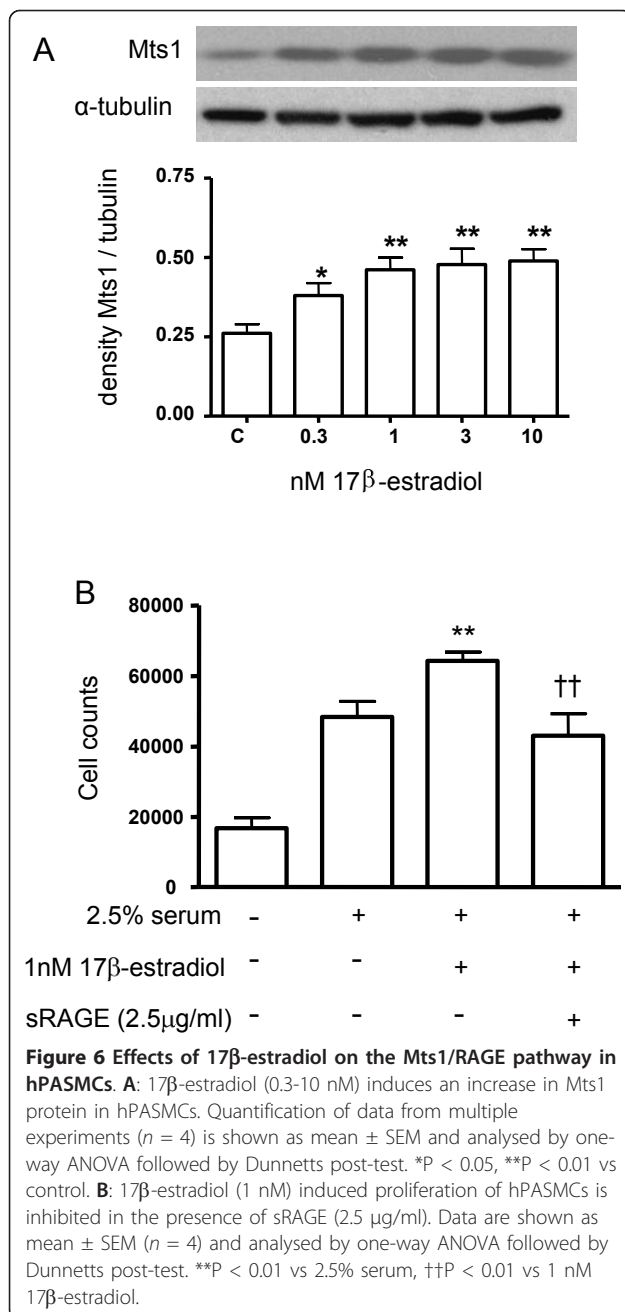 A
Mts1
α-tubulin
density Mts1 / tubulin
0.75
0.50
0.25
0.00
*
**
**
**
C 0.3 1 3 10
nM 17β-estradiol
B
Cell counts
80000
60000
40000
20000
0
**
††
2.5% serum - + + +
1nM 17β-estradiol - - + +
sRAGE (2.5µg/ml) - - - +
Figure 6 Effects of 17β-estradiol on the Mts1/RAGE pathway in
hPASMCs. A: 17β-estradiol (0.3-10 nM) induces an increase in Mts1
protein in hPASMCs. Quantification of data from multiple
experiments (n = 4) is shown as mean ± SEM and analysed by one-
way ANOVA followed by Dunnetts post-test. *P < 0.05, **P < 0.01 vs
control. B: 17β-estradiol (1 nM) induced proliferation of hPASMCs is
inhibited in the presence of sRAGE (2.5 µg/ml). Data are shown as
mean ± SEM (n = 4) and analysed by one-way ANOVA followed by
Dunnetts post-test. **P < 0.01 vs 2.5% serum, ††P < 0.01 vs 1 nM
17β-estradiol.